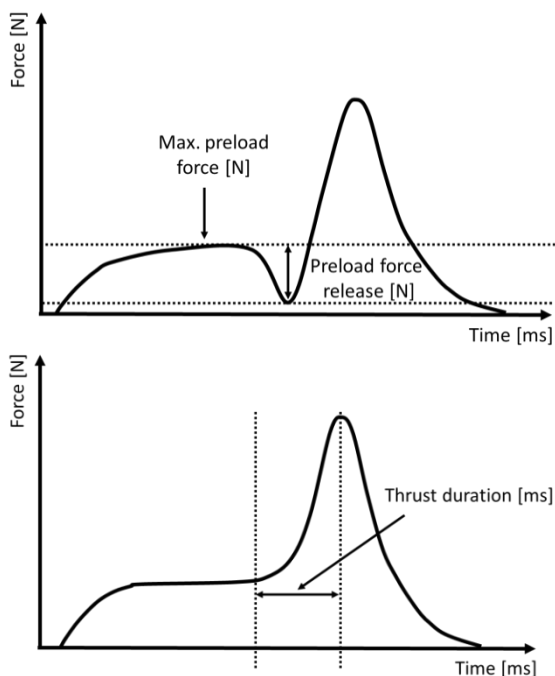 Force [N]
Max. preload
force [N]
Preload force
release [N]
Time [ms]
Force [N]
Thrust duration [ms]
Time [ms]